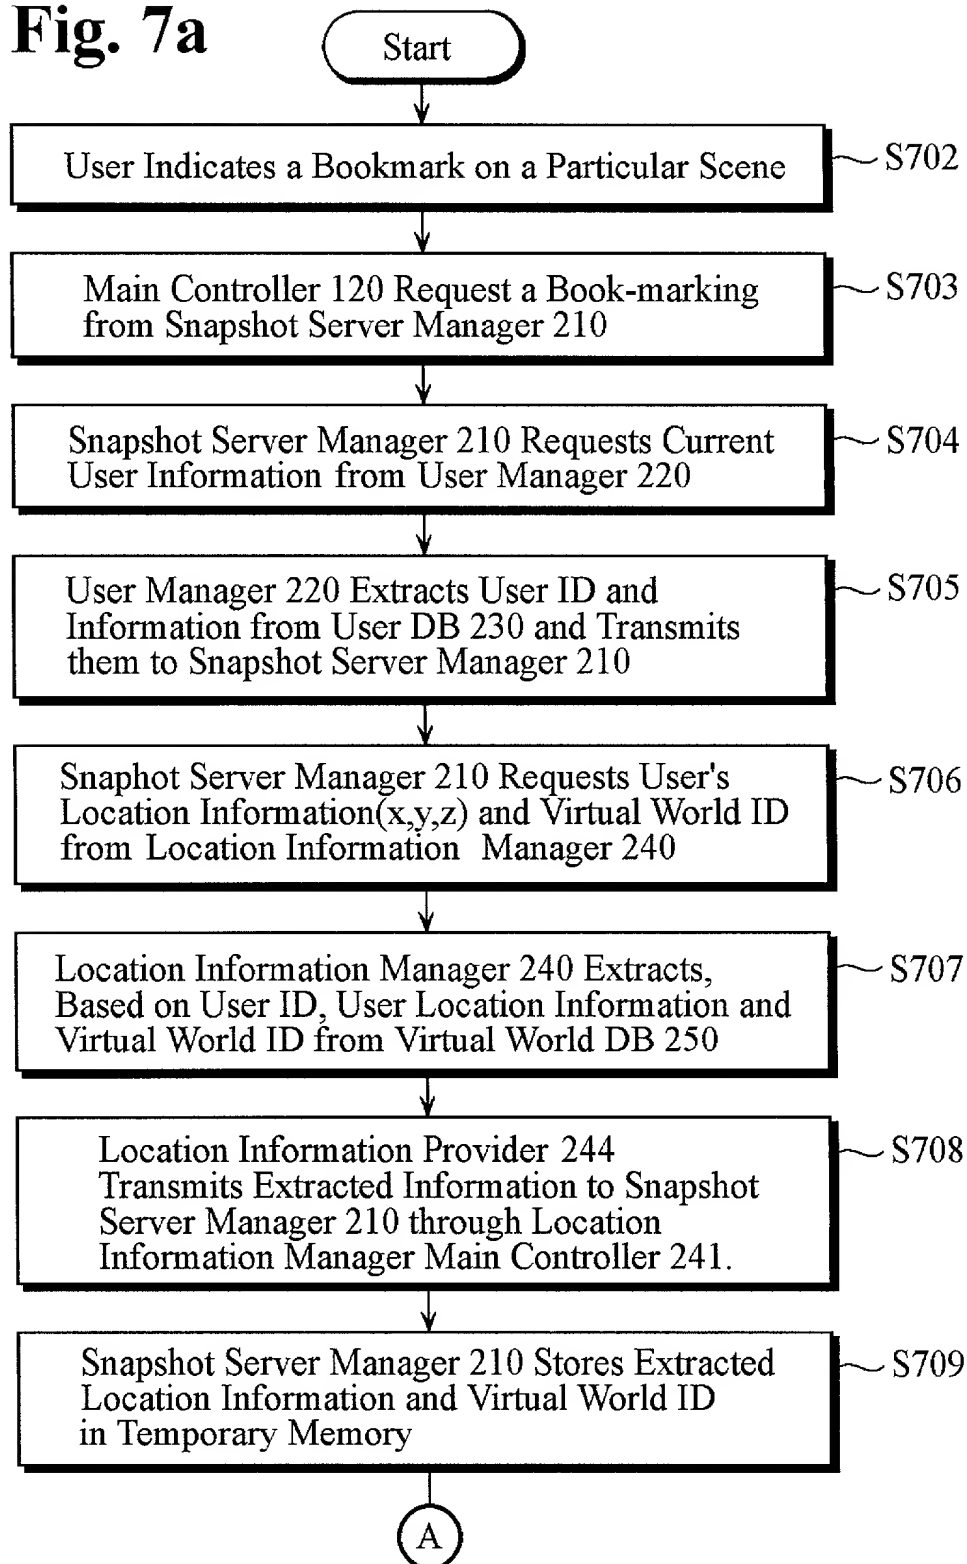 Fig. 7a
Start
User Indicates a Bookmark on a Particular Scene
S702
Main Controller 120 Request a Book-marking
from Snapshot Server Manager 210
S703
Snapshot Server Manager 210 Requests Current
User Information from User Manager 220
S704
User Manager 220 Extracts User ID and
Information from User DB 230 and Transmits
them to Snapshot Server Manager 210
S705
Snaphot Server Manager 210 Requests User's
Location Information(x,y,z) and Virtual World ID
from Location Information Manager 240
S706
Location Information Manager 240 Extracts,
Based on User ID, User Location Information and
Virtual World ID from Virtual World DB 250
S707
Location Information Provider 244
Transmits Extracted Information to Snapshot
Server Manager 210 through Location
Information Manager Main Controller 241.
S708
Snapshot Server Manager 210 Stores Extracted
Location Information and Virtual World ID
in Temporary Memory
S709
A